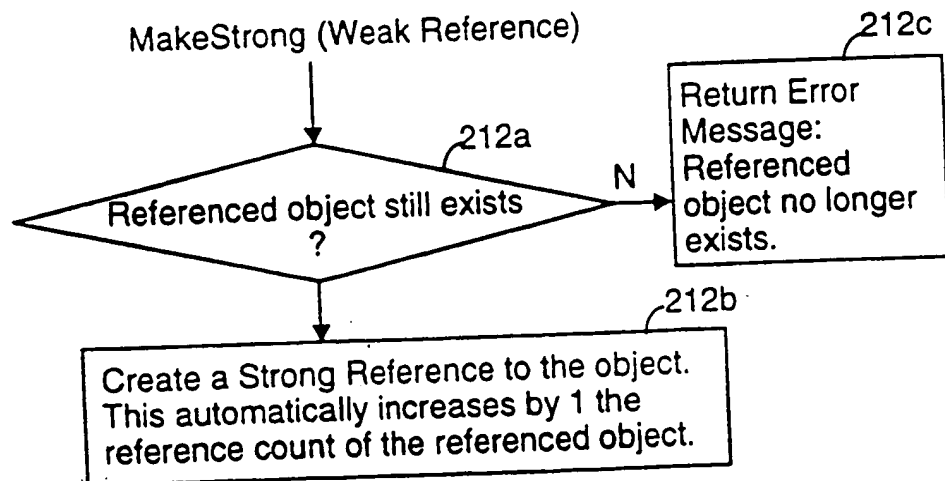 MakeStrong (Weak Reference)
212c
Return Error
Message:
Referenced
object no longer
exists.
212a
N
Referenced object still exists
?
212b
Create a Strong Reference to the object.
This automatically increases by 1 the
reference count of the referenced object.